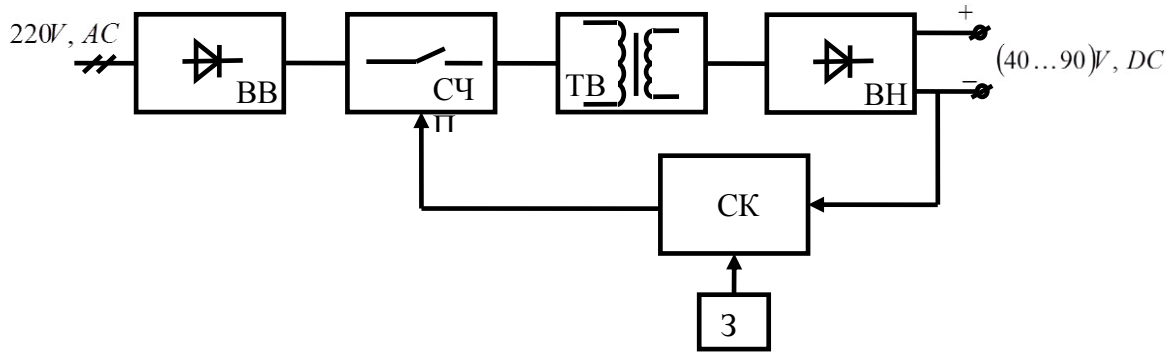 220V, AC
ВВ
СЧ
П
ТВ
ВН
+
(40...90)V, DC
−
СК
З